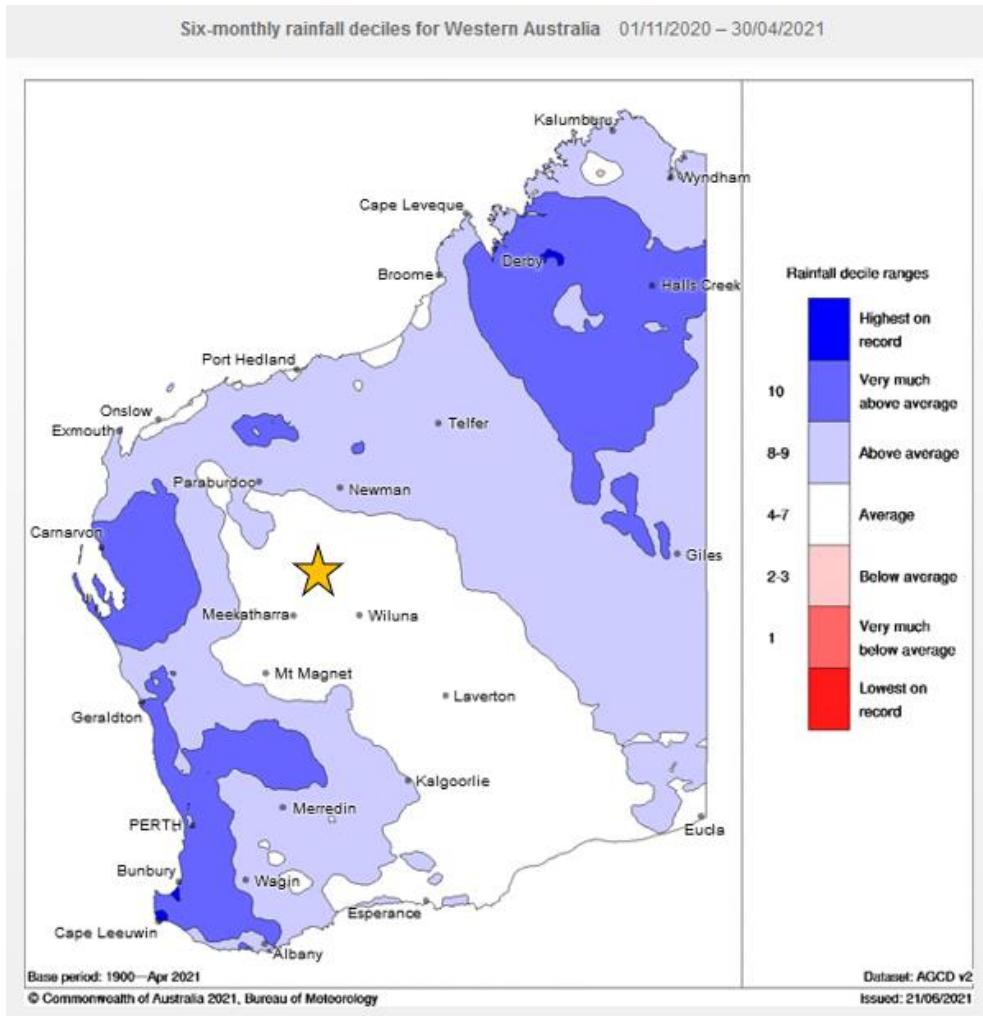 Six-monthly rainfall deciles for Western Australia 01/11/2020 – 30/04/2021
Kalumburu
Wyndham
Cape Leveque
Derby
Broome
Halls Creek
Port Hedland
Onslow
Exmouth
Telfer
Paraburdoo
Newman
Carnarvon
Giles
Meekatharra
Wiluna
Mt Magnet
Laverton
Geraldton
Kalgoorlie
Merredin
PERTH
Eucla
Bunbury
Wagin
Esperance
Cape Leeuwin
Albany
Rainfall decile ranges
Highest on
record
10
Very much
above average
8-9
Above average
4-7
Average
2-3
Below average
1
Very much
below average
Lowest on
record
Base period: 1900—Apr 2021
Dataset: AGCD v2
© Commonwealth of Australia 2021, Bureau of Meteorology
Issued: 21/06/2021